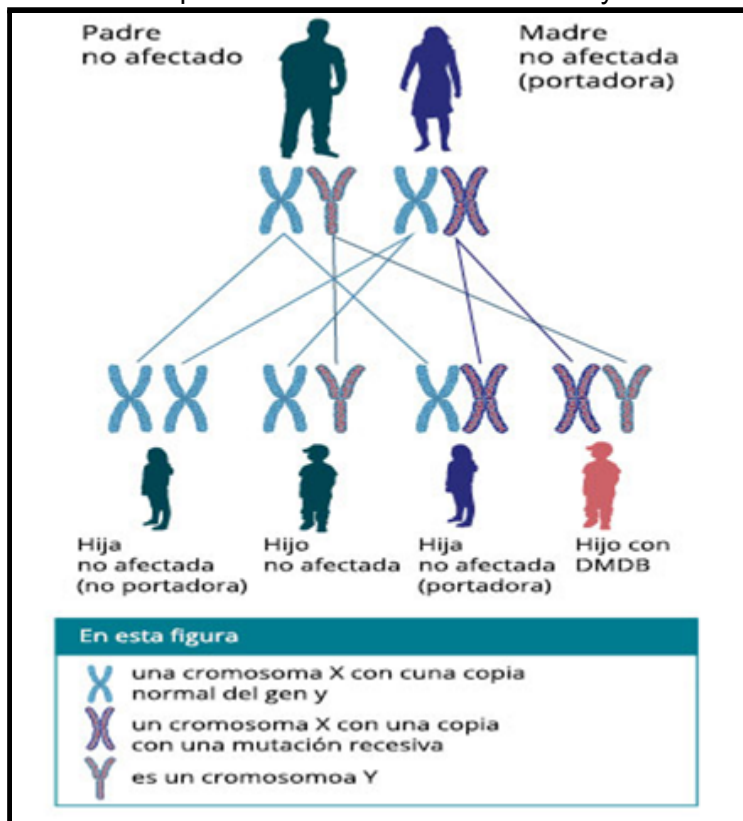 Padre
no afectado
Madre
no afectada
(portadora)
Hija
no afectada
(no portadora)
Hijo
no afectada
Hija
no afectada
(portadora)
Hijo con
DMDB
En esta figura
una cromosoma X con cuna copia
normal del gen y
un cromosoma X con una copia
con una mutación recesiva
es un cromosomoa Y